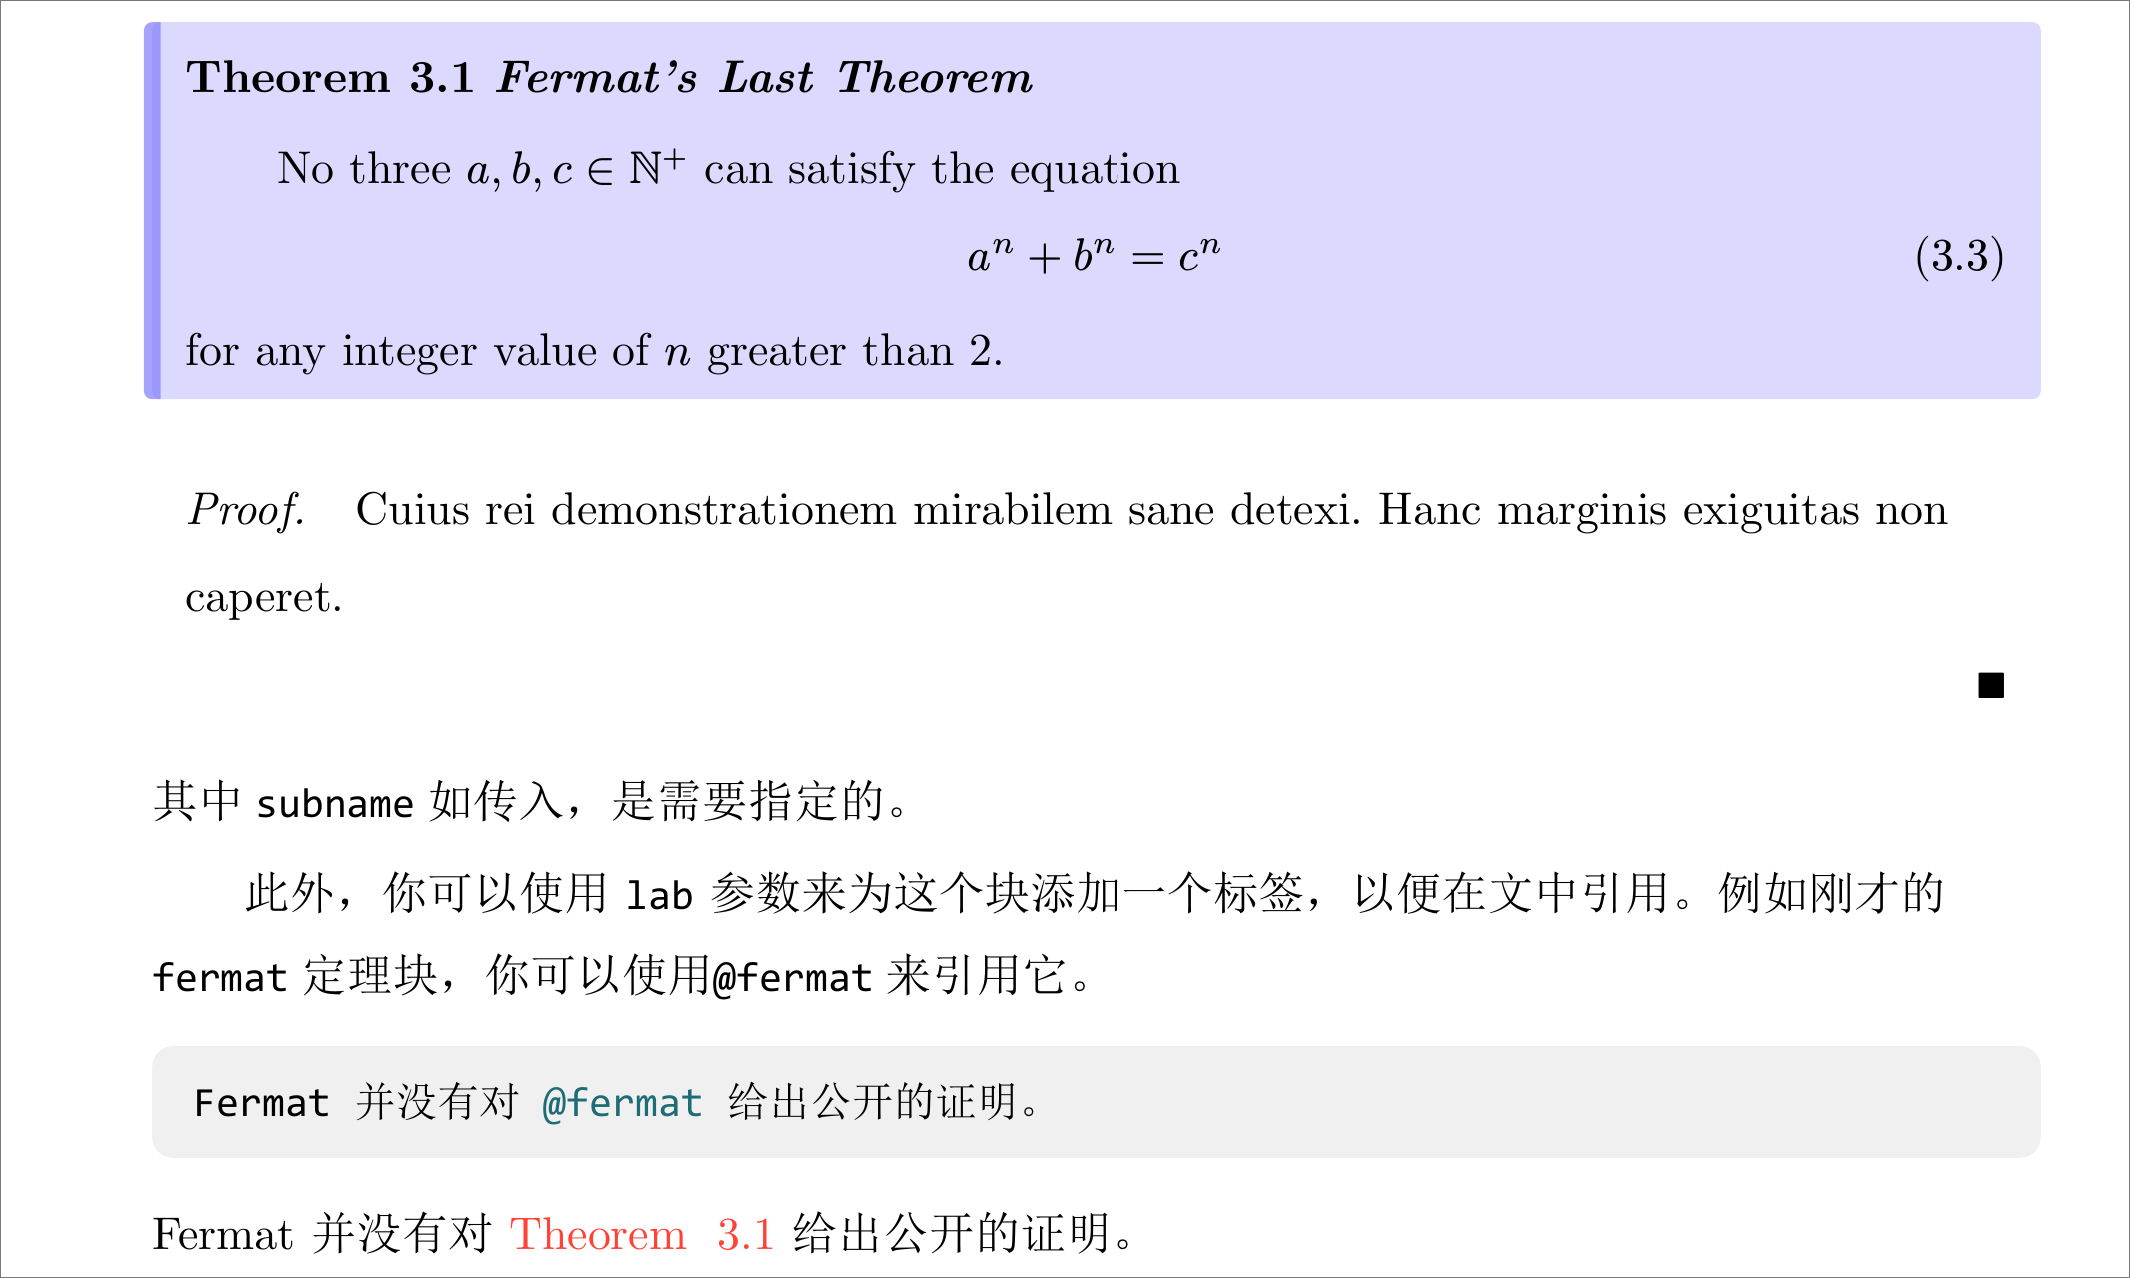 Theorem 3.1 Fermat’s Last Theorem
No three a, b, c ∈ ℕ⁺ can satisfy the equation
aⁿ + bⁿ = cⁿ (3.3)
for any integer value of n greater than 2.
Proof. Cuius rei demonstrationem mirabilem sane detexi. Hanc marginis exiguitas non
caperet.
■
其中 subname 如传入，是需要指定的。
此外，你可以使用 lab 参数来为这个块添加一个标签，以便在文中引用。例如刚才的
fermat 定理块，你可以使用@fermat 来引用它。
Fermat 并没有对 @fermat 给出公开的证明。
Fermat 并没有对 Theorem 3.1 给出公开的证明。